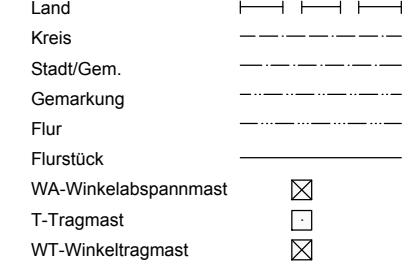 Land
Kreis
Stadt/Gem.
Gemarkung
Flur
Flurstück
WA-Winkelabspannmast
T-Tragmast
WT-Winkeltragmast